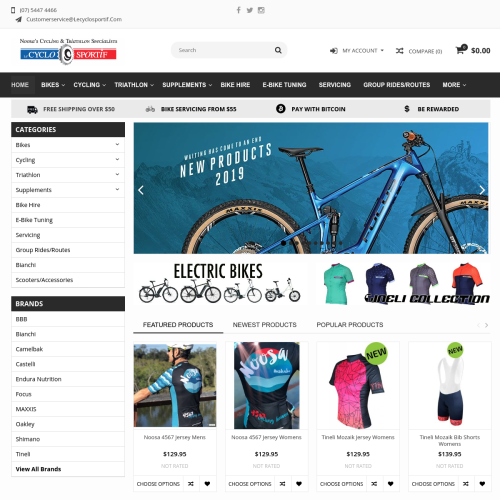 (07) 5447 4466
Customerservice@Lecyclosportif.Com
Noosa's Cycling & Triathlon Specialists
LE CYCLO SPORTIF
Search
MY ACCOUNT
COMPARE (0)
0
$0.00
HOME
BIKES
CYCLING
TRIATHLON
SUPPLEMENTS
BIKE HIRE
E-BIKE TUNING
SERVICING
GROUP RIDES/ROUTES
MORE
FREE SHIPPING OVER $50
BIKE SERVICING FROM $55
PAY WITH BITCOIN
BE REWARDED
CATEGORIES
Bikes
Cycling
Triathlon
Supplements
Bike Hire
E-Bike Tuning
Servicing
Group Rides/Routes
Bianchi
Scooters/Accessories
WAITING HAS COME TO AN END
NEW PRODUCTS
2019
FOCUS
MAXXIS
ELECTRIC BIKES
TINELI COLLECTION
BRANDS
BBB
Bianchi
Camelbak
Castelli
Endura Nutrition
Focus
MAXXIS
Oakley
Shimano
Tineli
View All Brands
FEATURED PRODUCTS
NEWEST PRODUCTS
POPULAR PRODUCTS
Noosa
NEW
NEW
Noosa 4567 Jersey Mens
$129.95
NOT RATED
CHOOSE OPTIONS
Noosa 4567 Jersey Womens
$129.95
NOT RATED
CHOOSE OPTIONS
Tineli Mozaik Jersey Womens
$129.95
NOT RATED
CHOOSE OPTIONS
Tineli Mozaik Bib Shorts
Womens
$139.95
NOT RATED
CHOOSE OPTIONS